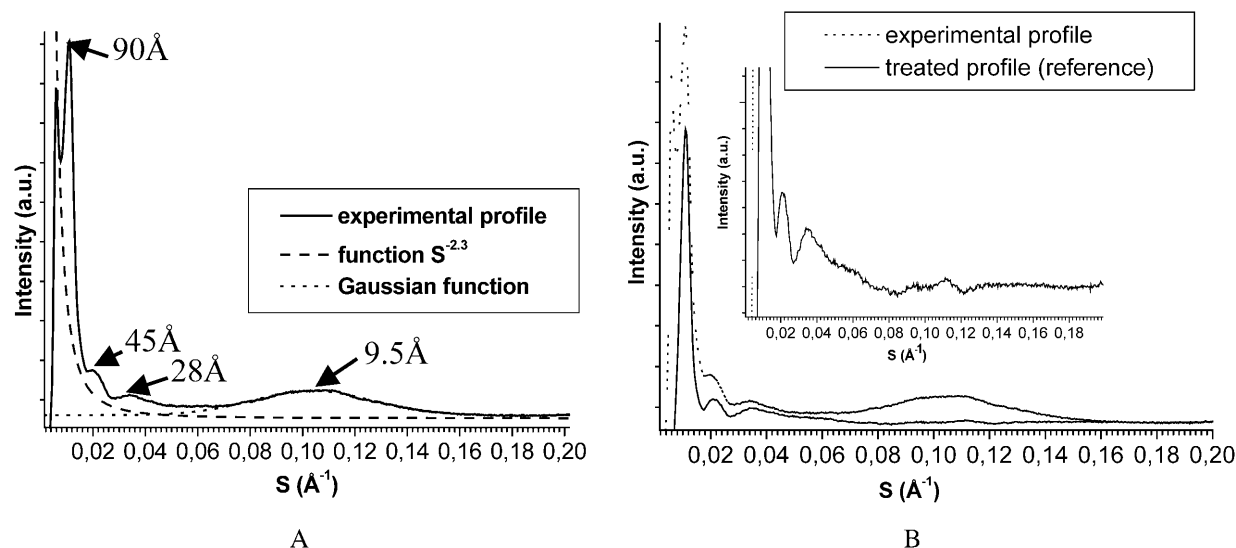 90Å
Intensity (a.u.)
experimental profile
function S-2.3
Gaussian function
45Å
28Å
9.5Å
0,02 0,04 0,06 0,08 0,10 0,12 0,14 0,16 0,18 0,20
S (Å-1)
A
experimental profile
treated profile (reference)
Intensity (a.u.)
Intensity (a.u.)
0,02 0,04 0,06 0,08 0,10 0,12 0,14 0,16 0,18
S (Å-1)
0,02 0,04 0,06 0,08 0,10 0,12 0,14 0,16 0,18 0,20
S (Å-1)
B